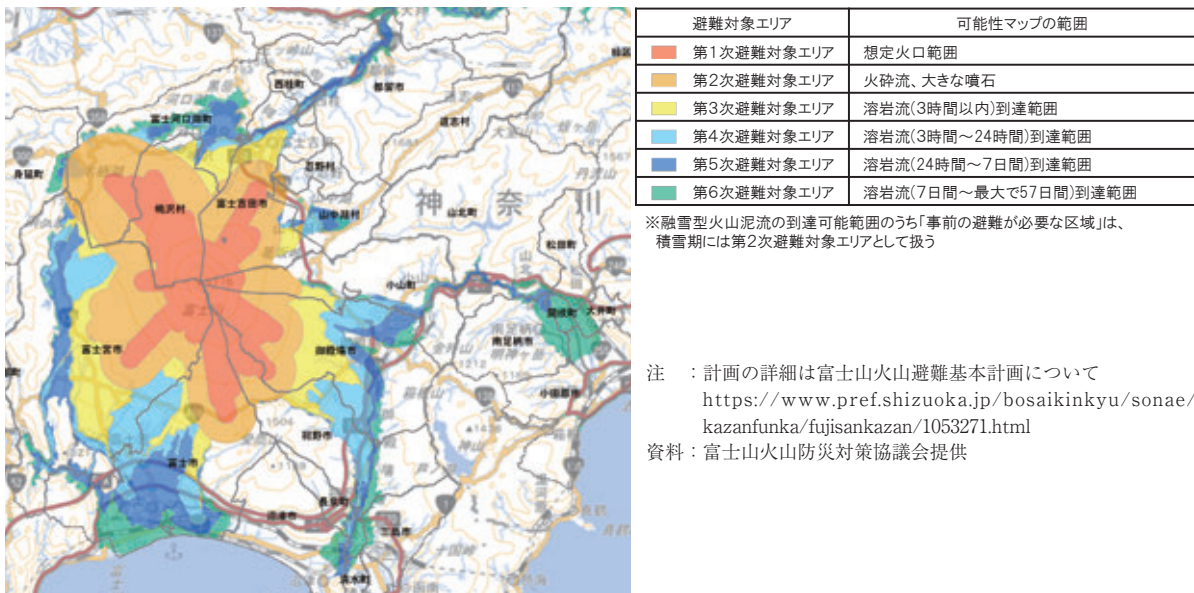 避難対象エリア 可能性マップの範囲
第1次避難対象エリア 想定火口範囲
第2次避難対象エリア 火砕流、大きな噴石
第3次避難対象エリア 溶岩流(3時間以内)到達範囲
第4次避難対象エリア 溶岩流(3時間～24時間)到達範囲
第5次避難対象エリア 溶岩流(24時間～7日間)到達範囲
第6次避難対象エリア 溶岩流(7日間～最大で57日間)到達範囲
※融雪型火山泥流の到達可能範囲のうち「事前の避難が必要な区域」は、
積雪期には第2次避難対象エリアとして扱う
注 ：計画の詳細は富士山火山避難基本計画について
https://www.pref.shizuoka.jp/bosaikinkyu/sonae/
kazanfunka/fujisankazan/1053271.html
資料：富士山火山防災対策協議会提供
西桂町
都留市
富士河口湖町
道志村
忍野村
身延町
鳴沢村
富士吉田市
山中湖村
神奈川
山北町
松田町
小山町
開成町
大井町
南足柄市
富士宮市
御殿場市
小田原市
裾野市
富士市
長泉町
沼津市
三島市
清水町